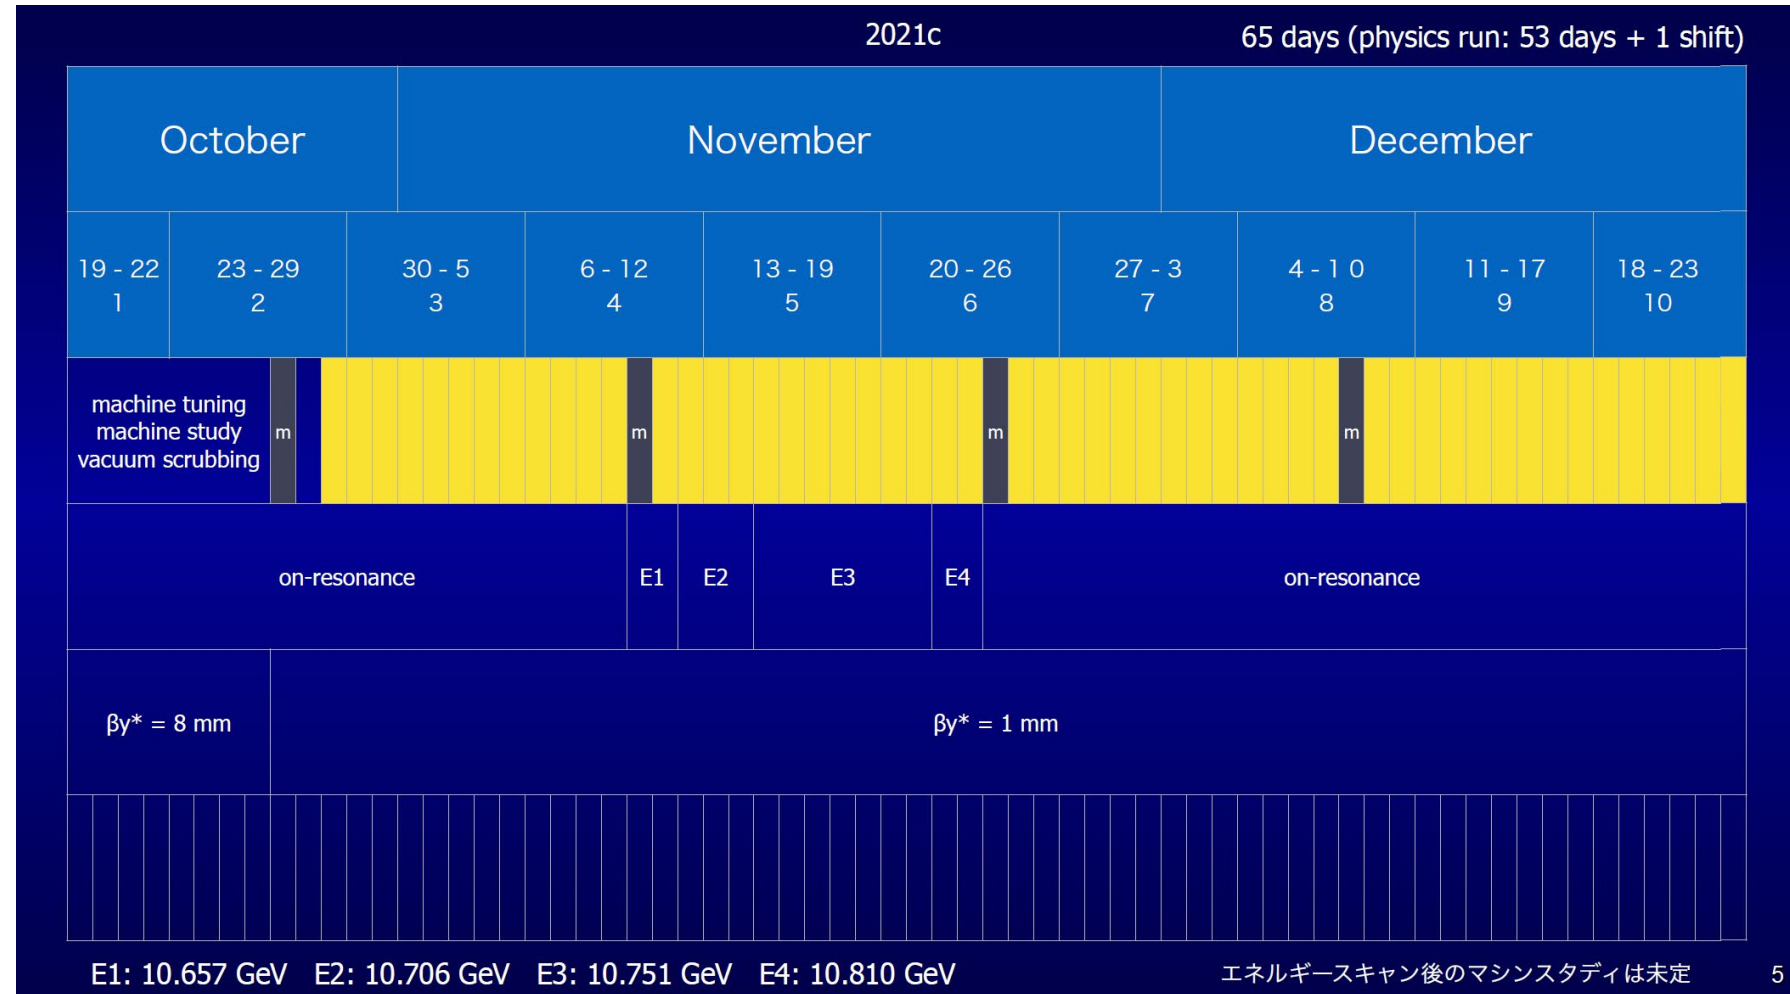 2021c
65 days (physics run: 53 days + 1 shift)
October
November
December
19 - 22
1
23 - 29
2
30 - 5
3
6 - 12
4
13 - 19
5
20 - 26
6
27 - 3
7
4 - 1 0
8
11 - 17
9
18 - 23
10
machine tuning
machine study
vacuum scrubbing
m
m
m
m
on-resonance
E1
E2
E3
E4
on-resonance
βy* = 8 mm
βy* = 1 mm
E1: 10.657 GeV E2: 10.706 GeV E3: 10.751 GeV E4: 10.810 GeV
エネルギースキャン後のマシンスタディは未定
5